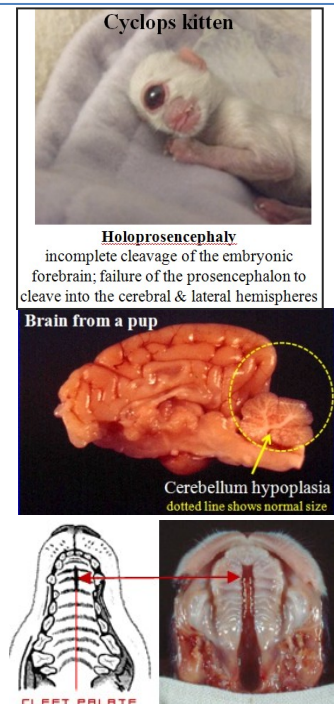 Cyclops kitten
Holoprosencephaly
incomplete cleavage of the embryonic
forebrain; failure of the prosencephalon to
cleave into the cerebral & lateral hemispheres
Brain from a pup
Cerebellum hypoplasia
dotted line shows normal size
CLEFT PALATE